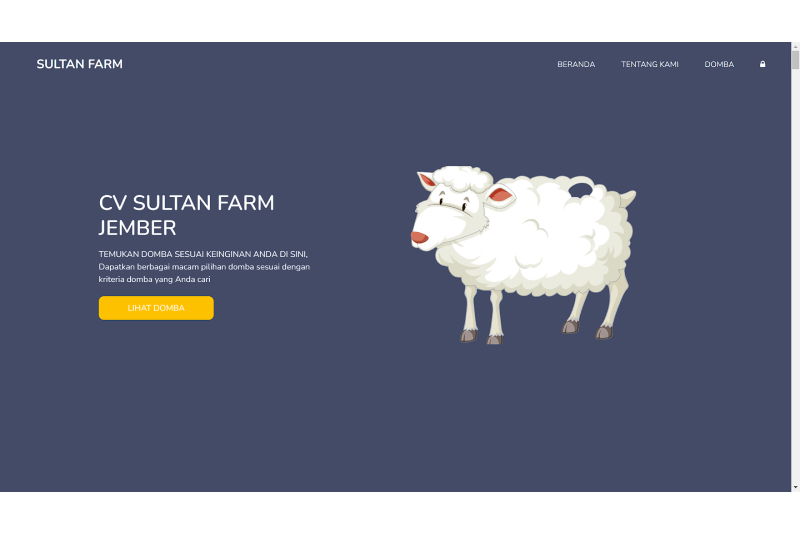 SULTAN FARM
BERANDA TENTANG KAMI DOMBA
CV SULTAN FARM
JEMBER
TEMUKAN DOMBA SESUAI KEINGINAN ANDA DI SINI,
Dapatkan berbagai macam pilihan domba sesuai dengan
kriteria domba yang Anda cari
LIHAT DOMBA